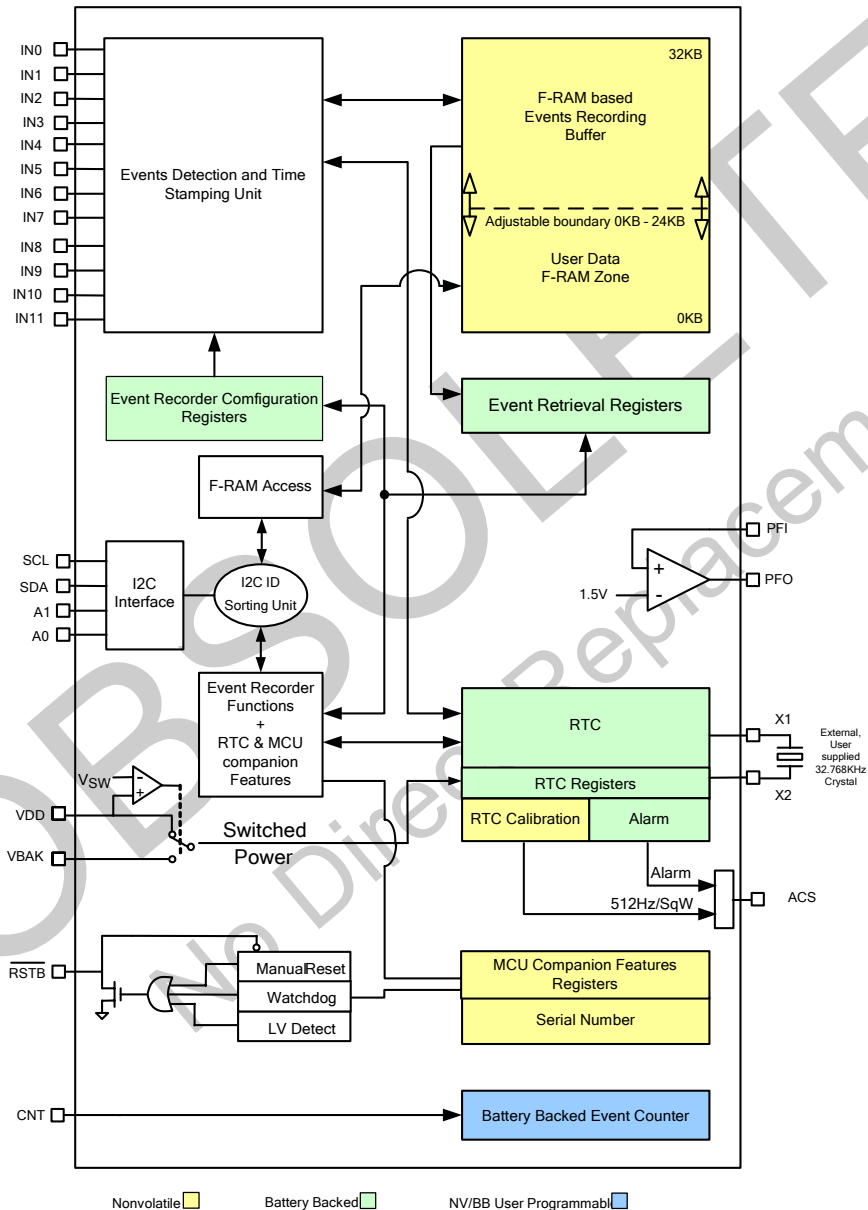 IN0
IN1
IN2
IN3
IN4
IN5
IN6
IN7
IN8
IN9
IN10
IN11
Events Detection and Time
Stamping Unit
32KB
F-RAM based
Events Recording
Buffer
Adjustable boundary 0KB - 24KB
User Data
F-RAM Zone
0KB
Event Recorder Configuration
Registers
Event Retrieval Registers
F-RAM Access
SCL
SDA
A1
A0
I2C
Interface
I2C ID
Sorting Unit
PFI
PFO
+
-
1.5V
Event Recorder
Functions
+
RTC & MCU
companion
Features
RTC
RTC Registers
RTC Calibration
Alarm
X1
X2
External,
User
supplied
32.768KHz
Crystal
VSW
-
+
VDD
VBAK
Switched
Power
Alarm
512Hz/SqW
ACS
RSTB
ManualReset
Watchdog
LV Detect
MCU Companion Features
Registers
Serial Number
CNT
Battery Backed Event Counter
Nonvolatile
Battery Backed
NV/BB User Programmable
OBSOLETE
No Direct Replacem